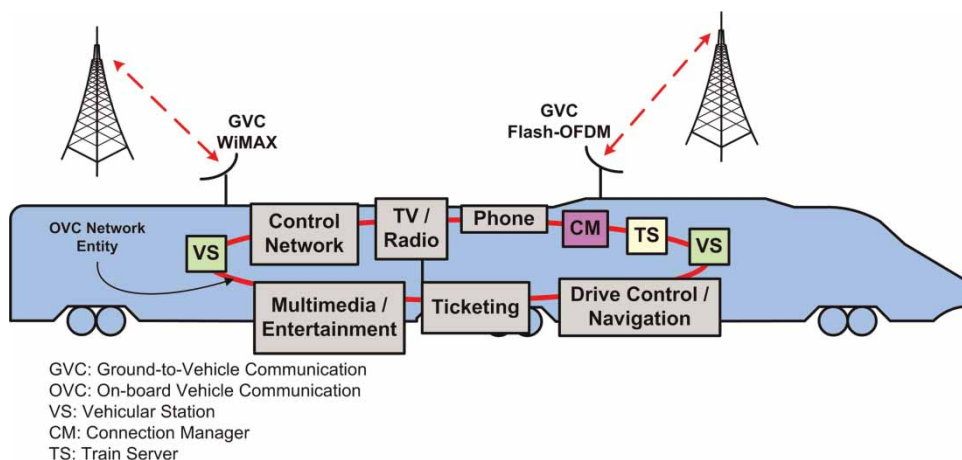 GVC
WiMAX
GVC
Flash-OFDM
OVC Network
Entity
VS
Control
Network
TV /
Radio
Phone
CM
TS
VS
Multimedia /
Entertainment
Ticketing
Drive Control /
Navigation
GVC: Ground-to-Vehicle Communication
OVC: On-board Vehicle Communication
VS: Vehicular Station
CM: Connection Manager
TS: Train Server